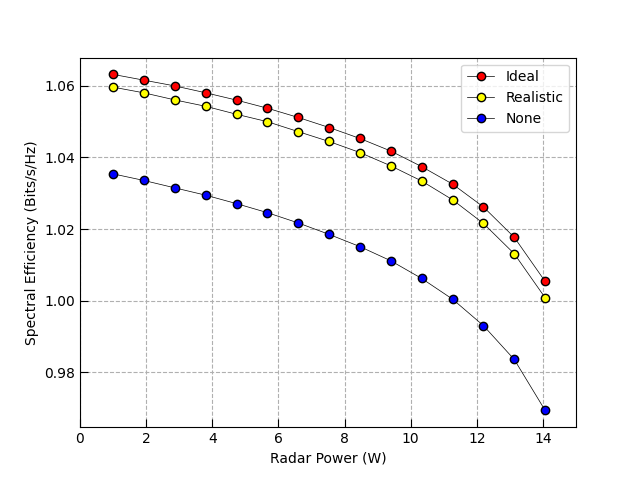 Ideal
Realistic
None
1.06
1.04
1.02
1.00
0.98
Spectral Efficiency (Bits/s/Hz)
0 2 4 6 8 10 12 14
Radar Power (W)